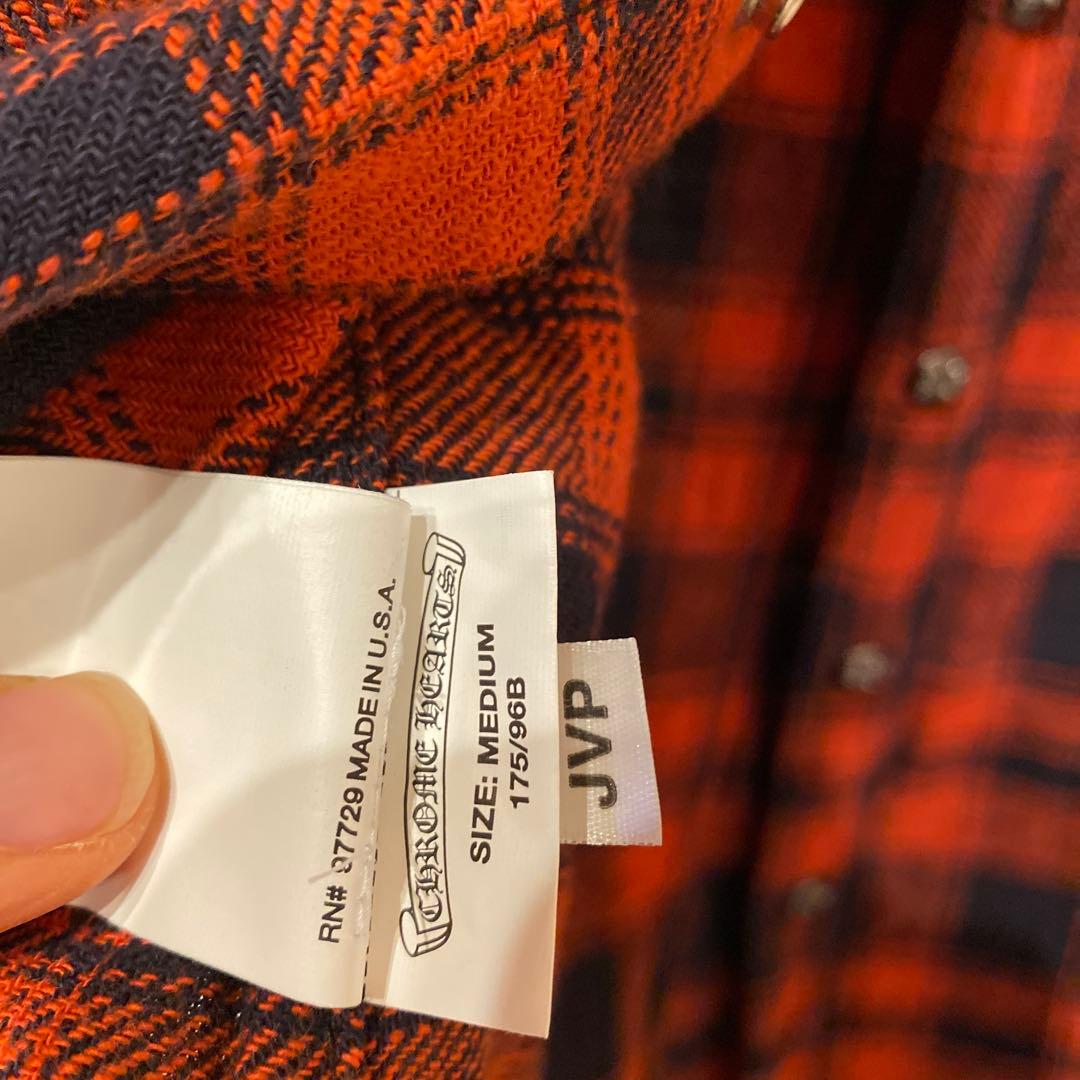 RN# 97729 MADE IN U.S.A.
CHROME HEARTS
SIZE: MEDIUM
175/96B
JVP